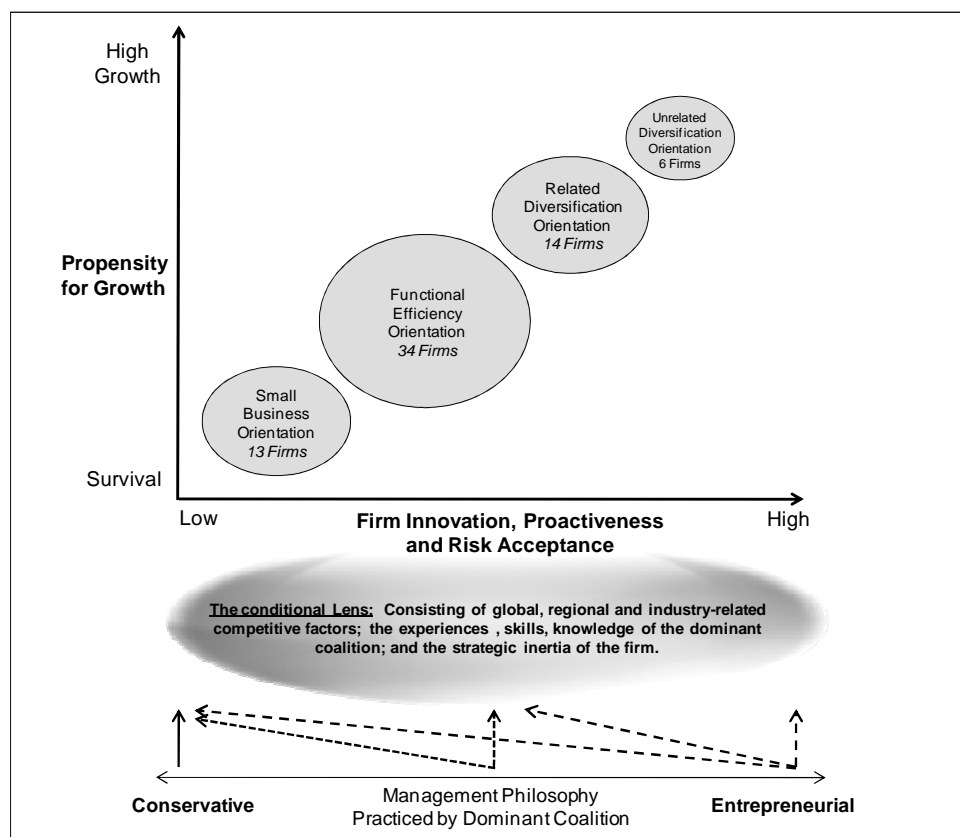 High
Growth
Unrelated
Diversification
Orientation
6 Firms
Related
Diversification
Orientation
14 Firms
Propensity
for Growth
Functional
Efficiency
Orientation
34 Firms
Small
Business
Orientation
13 Firms
Survival
Low
Firm Innovation, Proactiveness
and Risk Acceptance
High
The conditional Lens: Consisting of global, regional and industry-related
competitive factors; the experiences , skills, knowledge of the dominant
coalition; and the strategic inertia of the firm.
Conservative
Management Philosophy
Practiced by Dominant Coalition
Entrepreneurial